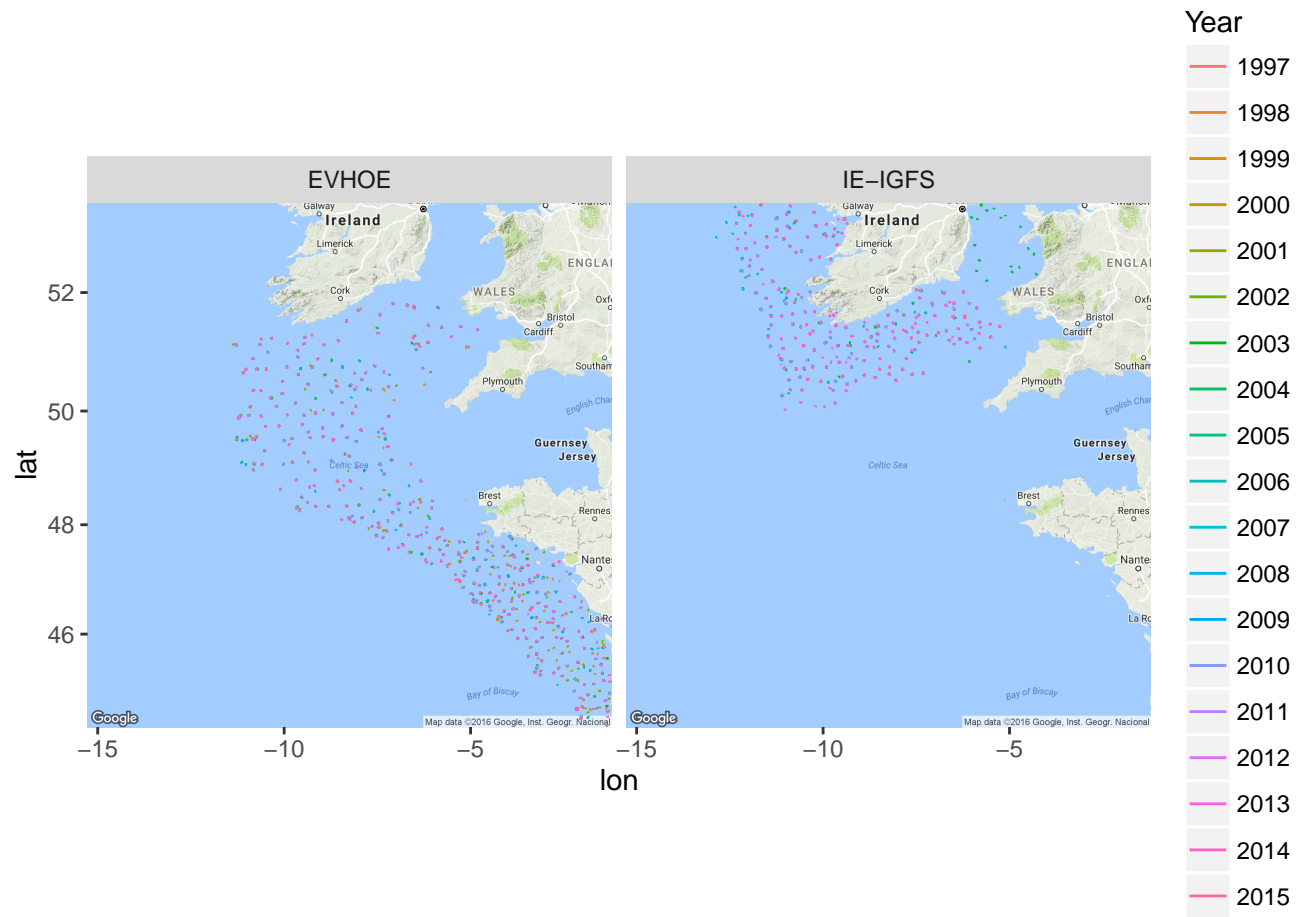 Year
1997
1998
1999
2000
2001
2002
2003
2004
2005
2006
2007
2008
2009
2010
2011
2012
2013
2014
2015
EVHOE
Galway
Ireland
Limerick
Cork
WALES
ENGLA
Oxf
Bristol
Cardiff
Southam
Plymouth
English Char
Guernsey
Jersey
Celtic Sea
Brest
Rennes
Nantes
La Ro
Bay of Biscay
Google
Map data ©2016 Google, Inst. Geogr. Nacional
IE−IGFS
Galway
Ireland
Limerick
Cork
WALES
ENGLA
Oxfo
Bristol
Cardiff
Southam
Plymouth
English Cha
Guernsey
Jersey
Celtic Sea
Brest
Rennes
Nantes
La Ro
Bay of Biscay
Google
Map data ©2016 Google, Inst. Geogr. Nacional
52
50
48
46
lat
−15
−10
−5
−15
−10
−5
lon